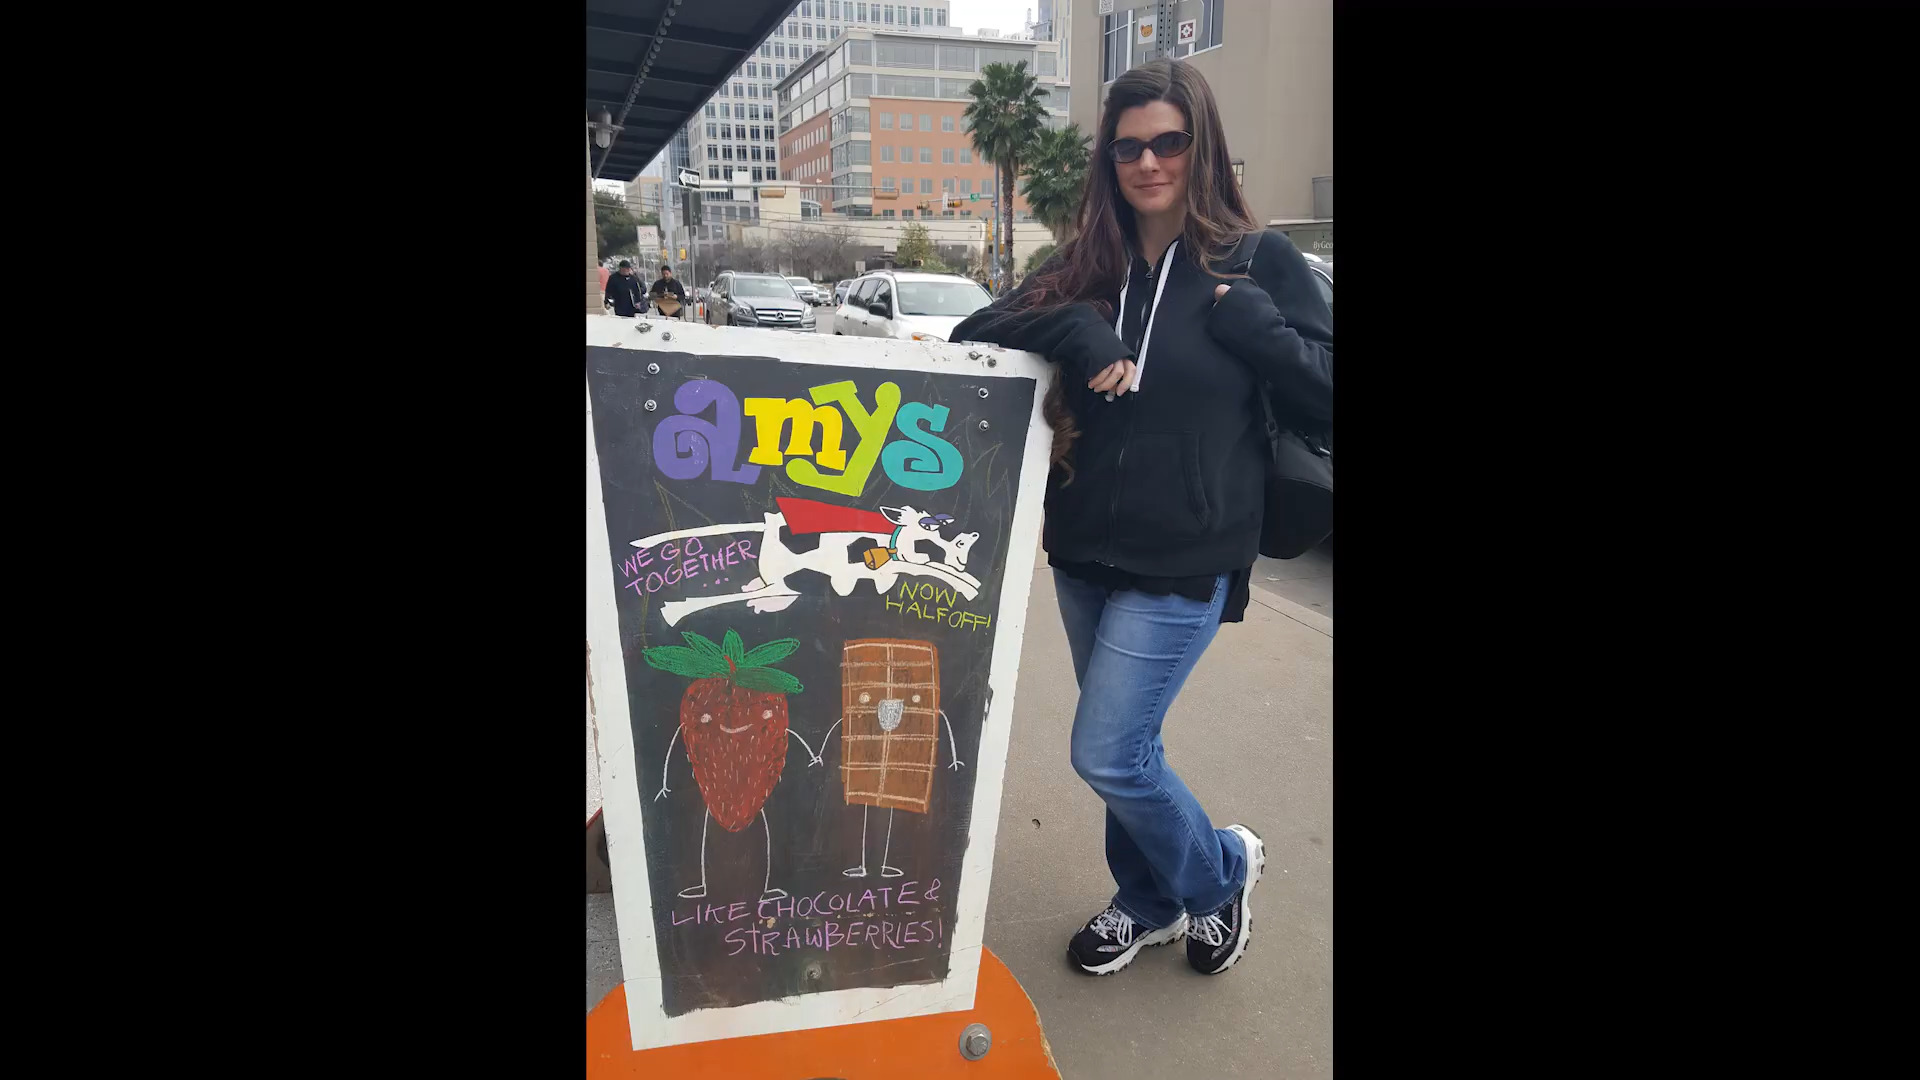 amys
WE GO
TOGETHER
...
NOW
HALF OFF!
LIKE CHOCOLATE &
STRAWBERRIES!